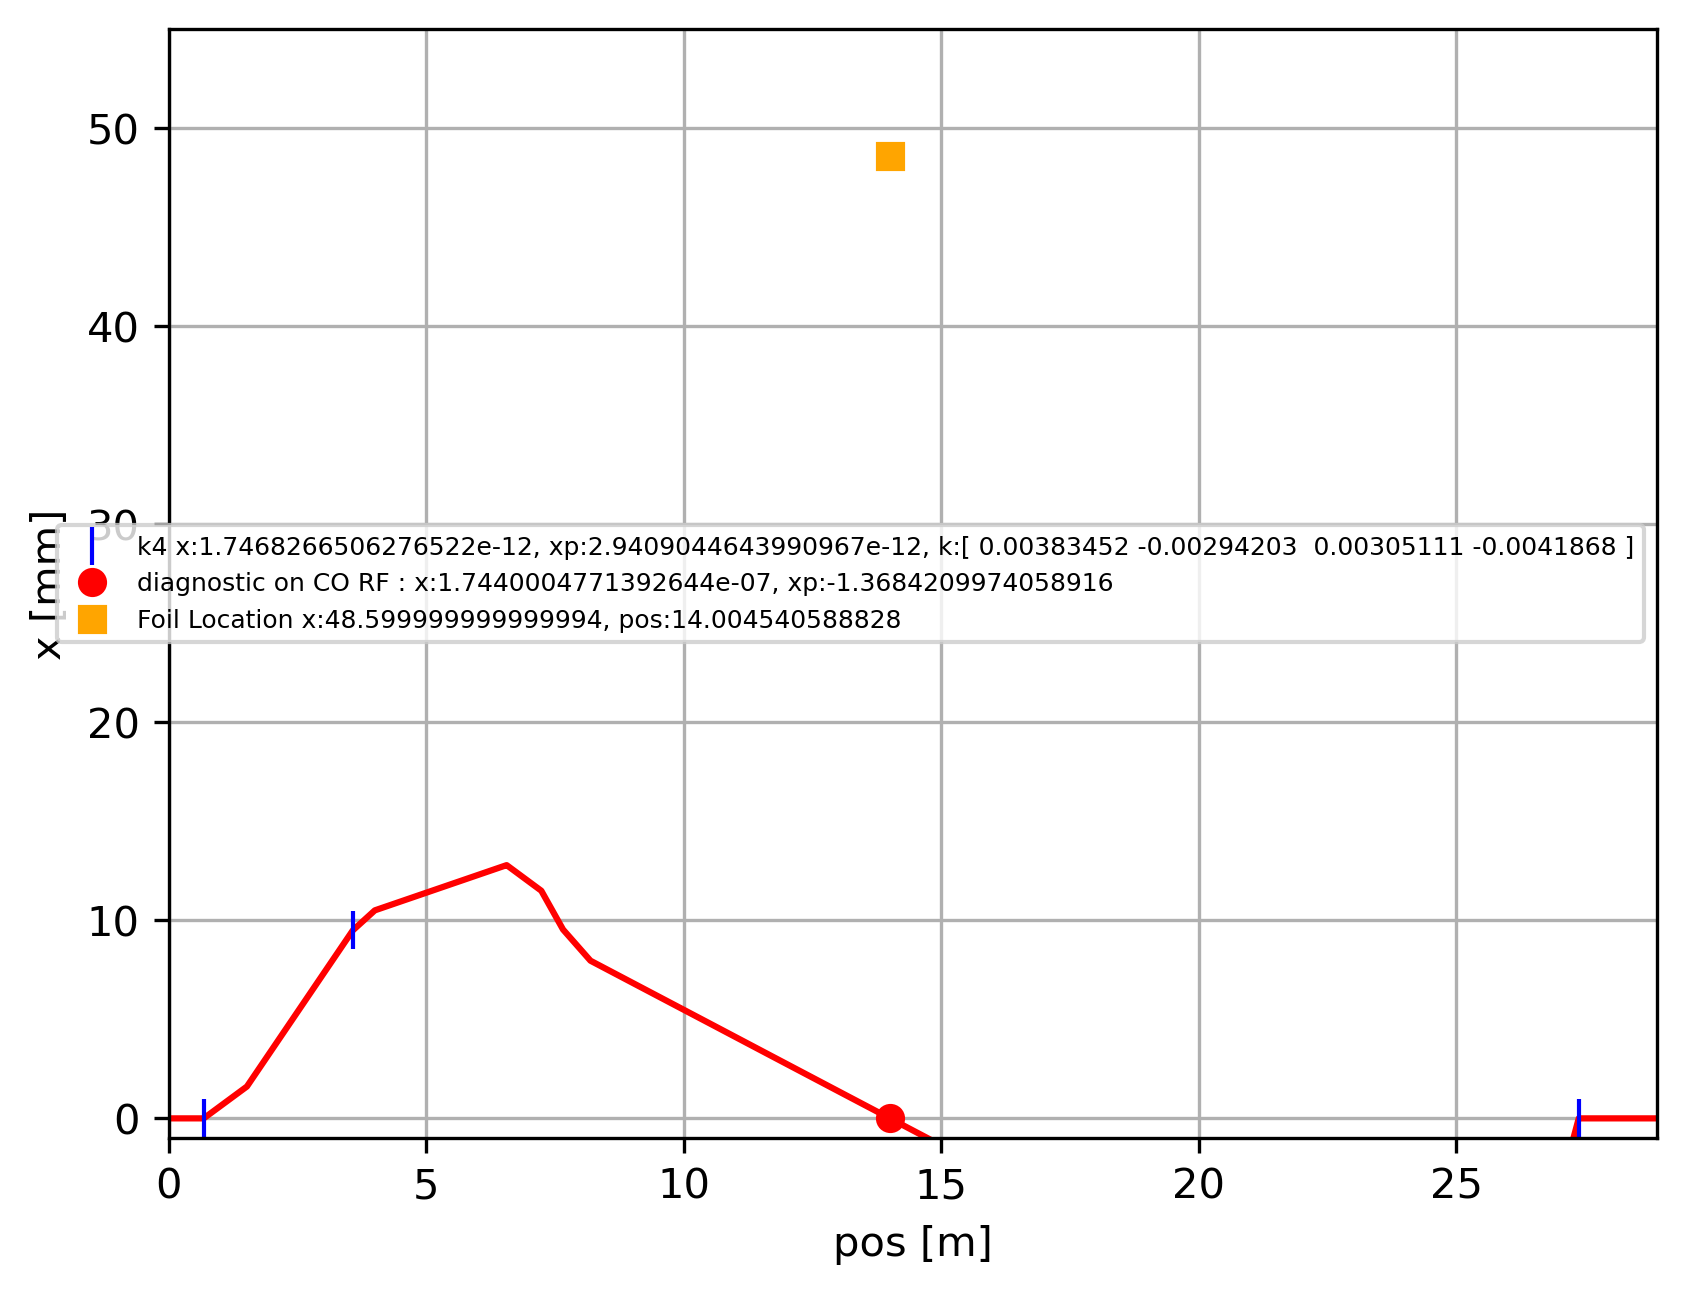 50
40
30
20
10
0
x [mm]
k4 x:1.7468266506276522e-12, xp:2.9409044643990967e-12, k:[ 0.00383452 -0.00294203  0.00305111 -0.0041868 ]
diagnostic on CO RF : x:1.7440004771392644e-07, xp:-1.3684209974058916
Foil Location x:48.599999999999994, pos:14.004540588828
0 5 10 15 20 25
pos [m]